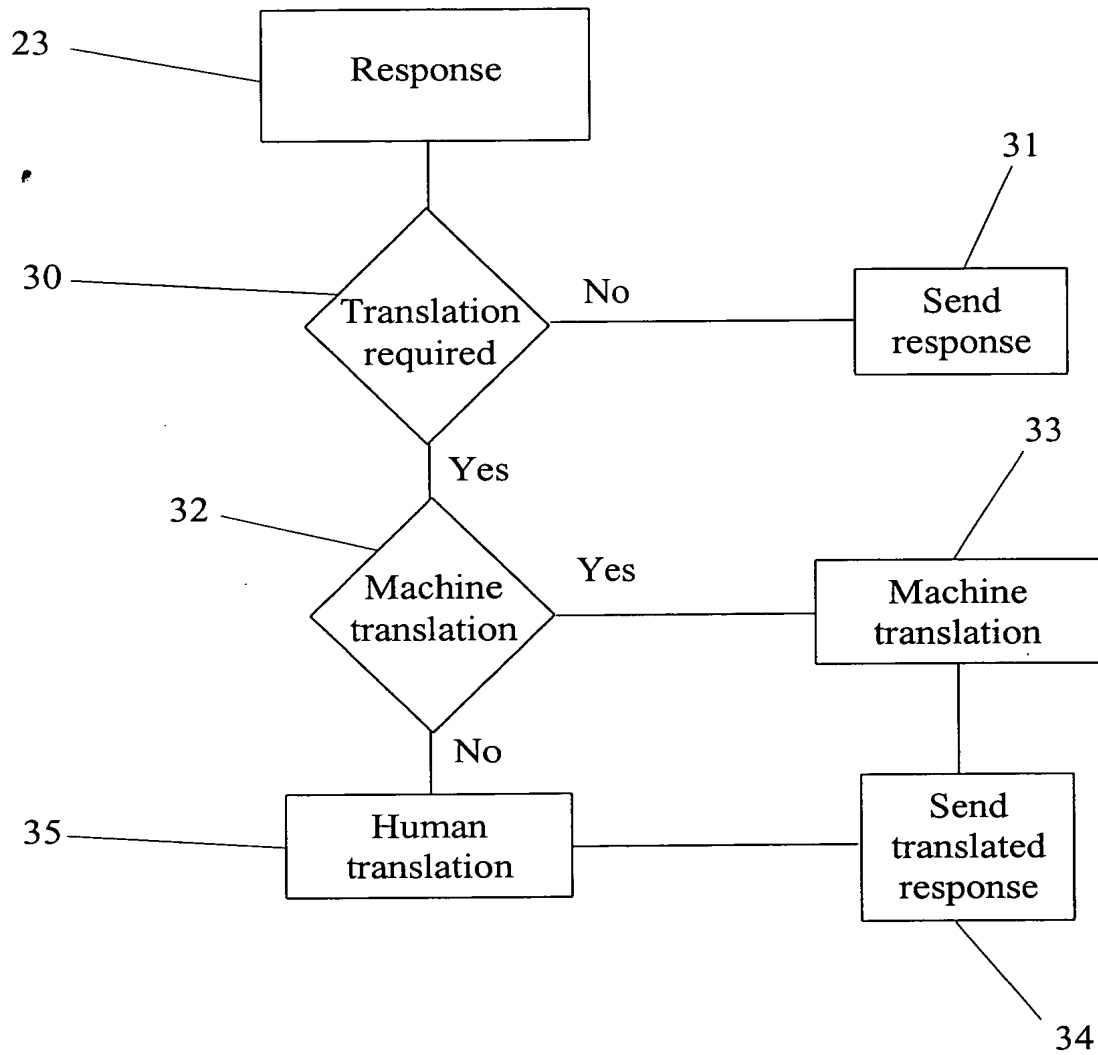 23
Response
31
30
No
Translation
required
Send
response
33
Yes
32
Yes
Machine
translation
Machine
translation
No
35
Human
translation
Send
translated
response
34